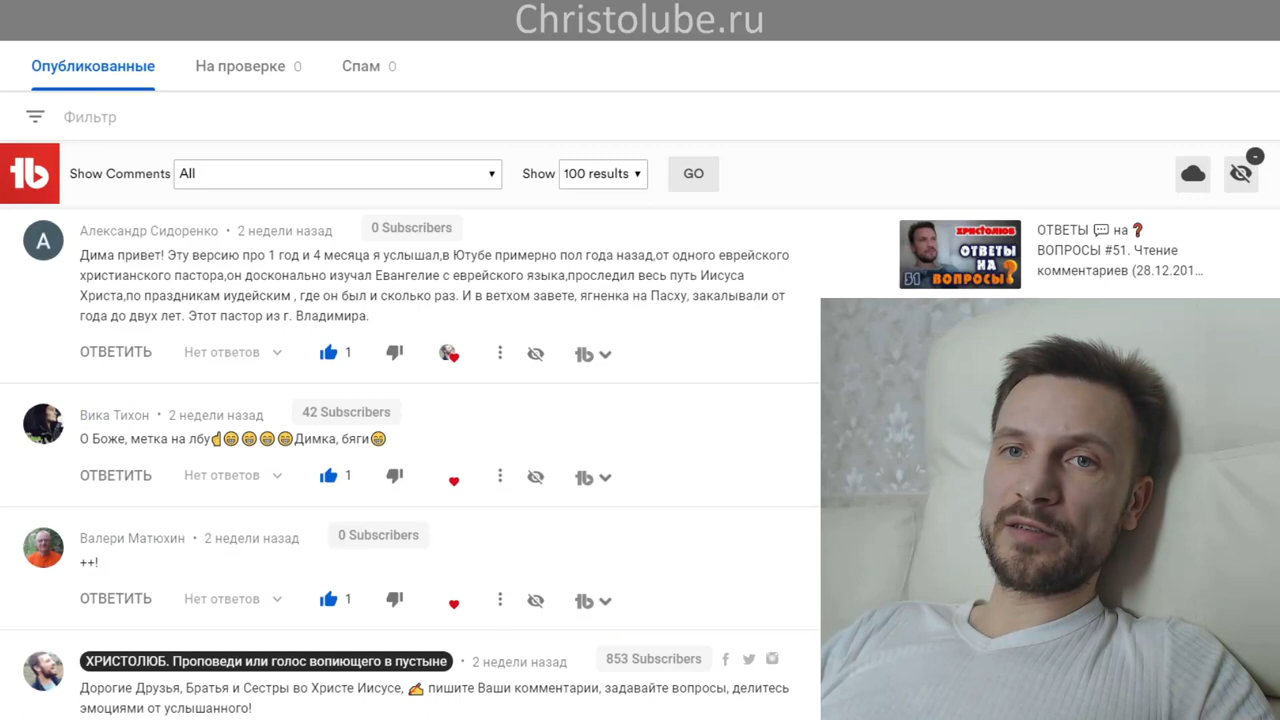 Christolube.ru
Опубликованные На проверке 0 Спам 0
Фильтр
Show Comments All Show 100 results GO
-
Александр Сидоренко • 2 недели назад 0 Subscribers
Дима привет! Эту версию про 1 год и 4 месяца я услышал,в Ютубе примерно пол года назад,от одного еврейского
христианского пастора,он доскольно изучал Евангелие с еврейского языка,проследил весь путь Иисуса
Христа,по праздникам иудейским , где он был и сколько раз. И в ветхом завете, ягненка на Пасху, закалывали от
года до двух лет. Этот пастор из г. Владимира.
ОТВЕТИТЬ Нет ответов 1
ОТВЕТЫ 💬 на ❓
ВОПРОСЫ #51. Чтение
комментариев (28.12.201...
ХРИСТОЛЮБ
ОТВЕТЫ
НА
ВОПРОСЫ
51
Вика Тихон • 2 недели назад 42 Subscribers
О Боже, метка на лбу☝😁😁😁😁Димка, бяги😁
ОТВЕТИТЬ Нет ответов 1
Валери Матюхин • 2 недели назад 0 Subscribers
++!
ОТВЕТИТЬ Нет ответов 1
ХРИСТОЛЮБ. Проповеди или голос вопиющего в пустыне • 2 недели назад 853 Subscribers
Дорогие Друзья, Братья и Сестры во Христе Иисусе, ✍ пишите Ваши комментарии, задавайте вопросы, делитесь
эмоциями от услышанного!